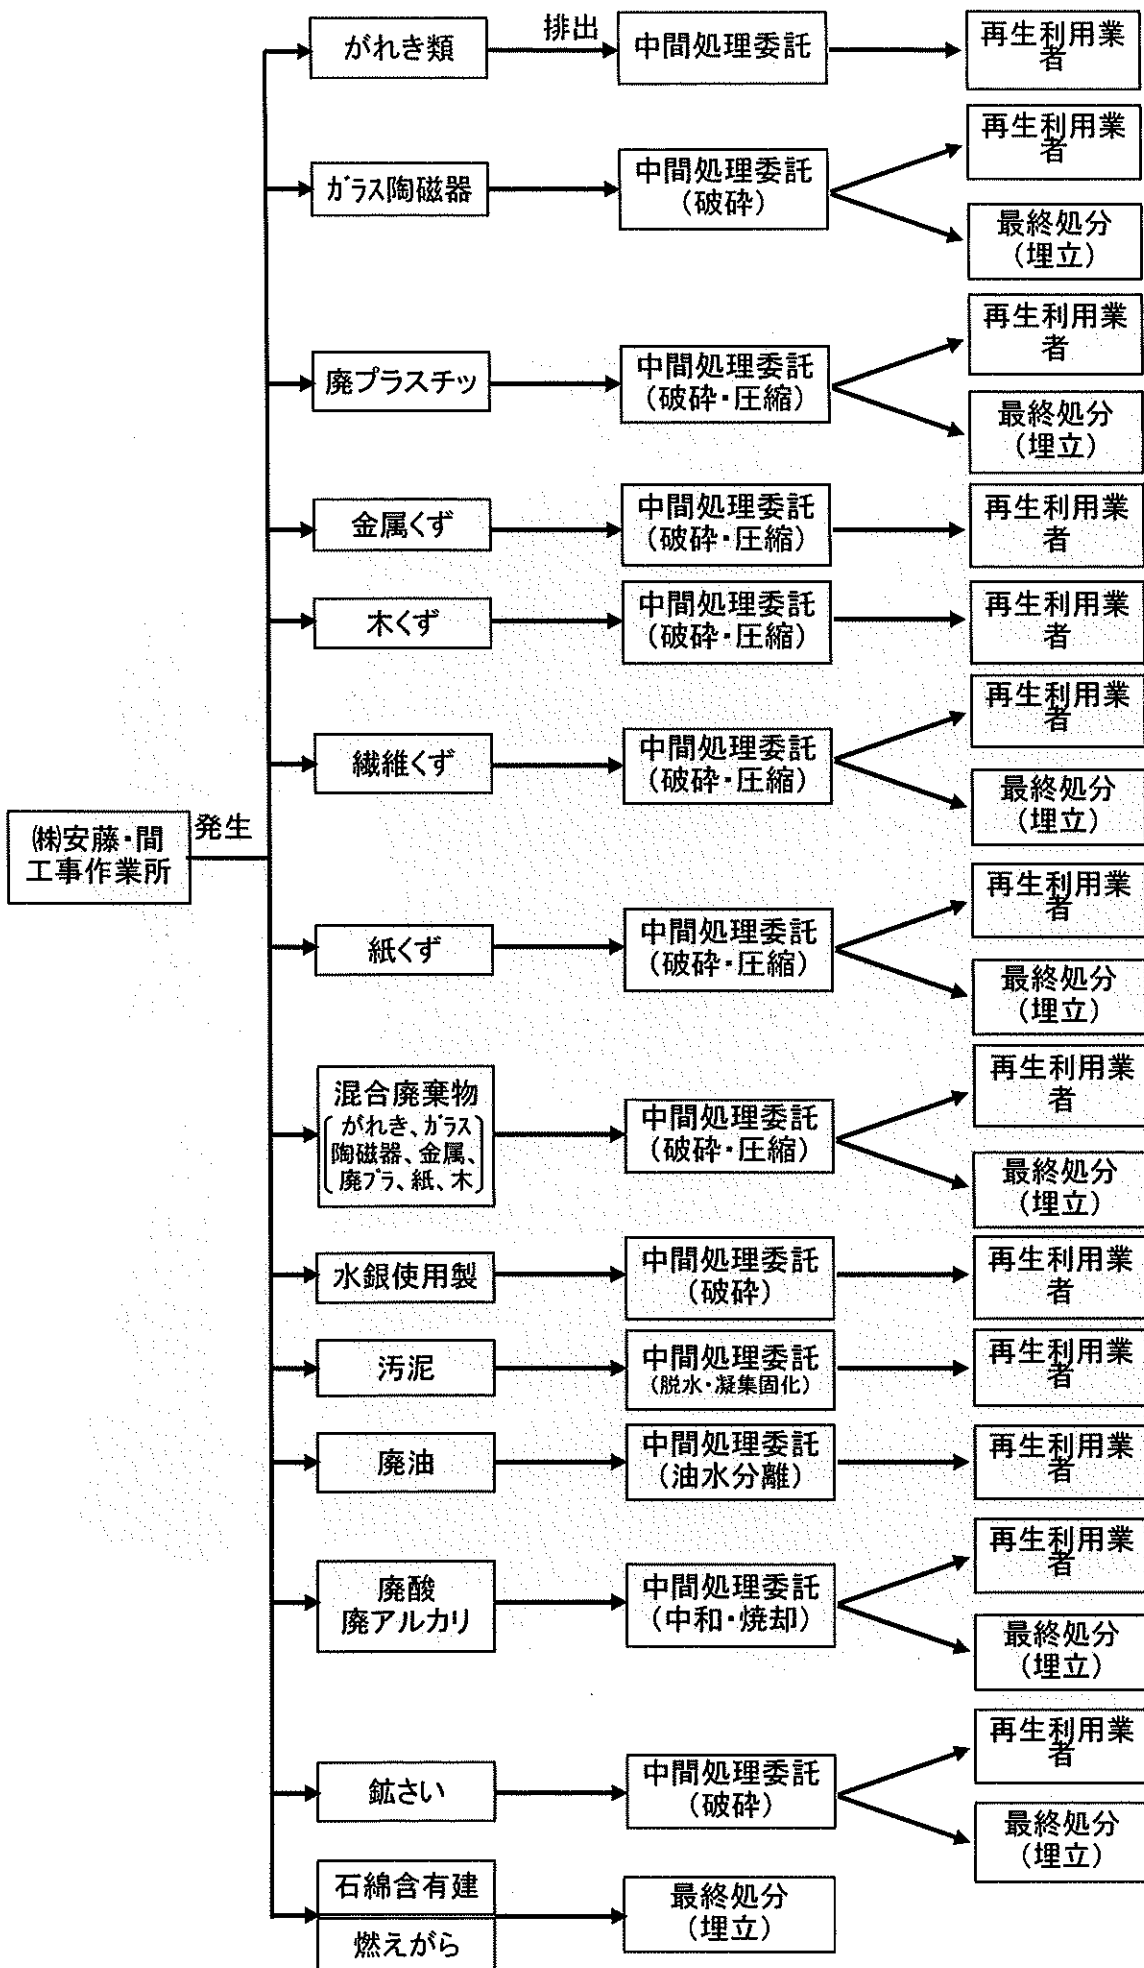 ㈱安藤・間
工事作業所
発生
排出
がれき類
中間処理委託
再生利用業
者
ガラス陶磁器
中間処理委託
(破砕)
再生利用業
者
最終処分
(埋立)
廃プラスチッ
中間処理委託
(破砕・圧縮)
再生利用業
者
最終処分
(埋立)
金属くず
中間処理委託
(破砕・圧縮)
再生利用業
者
木くず
中間処理委託
(破砕・圧縮)
再生利用業
者
繊維くず
中間処理委託
(破砕・圧縮)
再生利用業
者
最終処分
(埋立)
紙くず
中間処理委託
(破砕・圧縮)
再生利用業
者
最終処分
(埋立)
混合廃棄物
がれき、ガラス
陶磁器、金属、
廃プラ、紙、木
中間処理委託
(破砕・圧縮)
再生利用業
者
最終処分
(埋立)
水銀使用製
中間処理委託
(破砕)
再生利用業
者
汚泥
中間処理委託
(脱水・凝集固化)
再生利用業
者
廃油
中間処理委託
(油水分離)
再生利用業
者
廃酸
廃アルカリ
中間処理委託
(中和・焼却)
再生利用業
者
最終処分
(埋立)
鉱さい
中間処理委託
(破砕)
再生利用業
者
最終処分
(埋立)
石綿含有建
燃えがら
最終処分
(埋立)